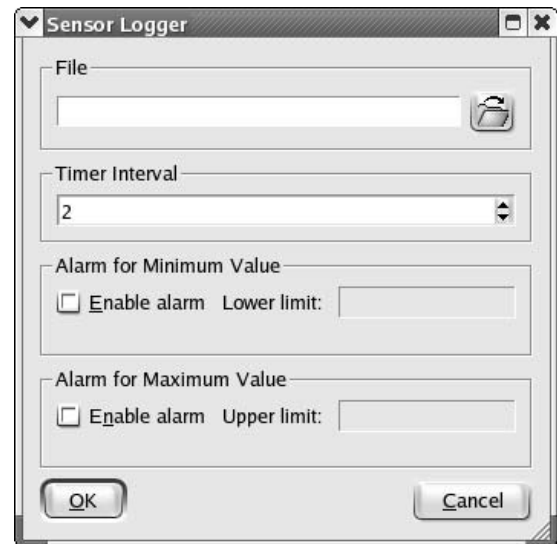 Sensor Logger
File
Timer Interval
2
Alarm for Minimum Value
Enable alarm Lower limit:
Alarm for Maximum Value
Enable alarm Upper limit:
OK Cancel